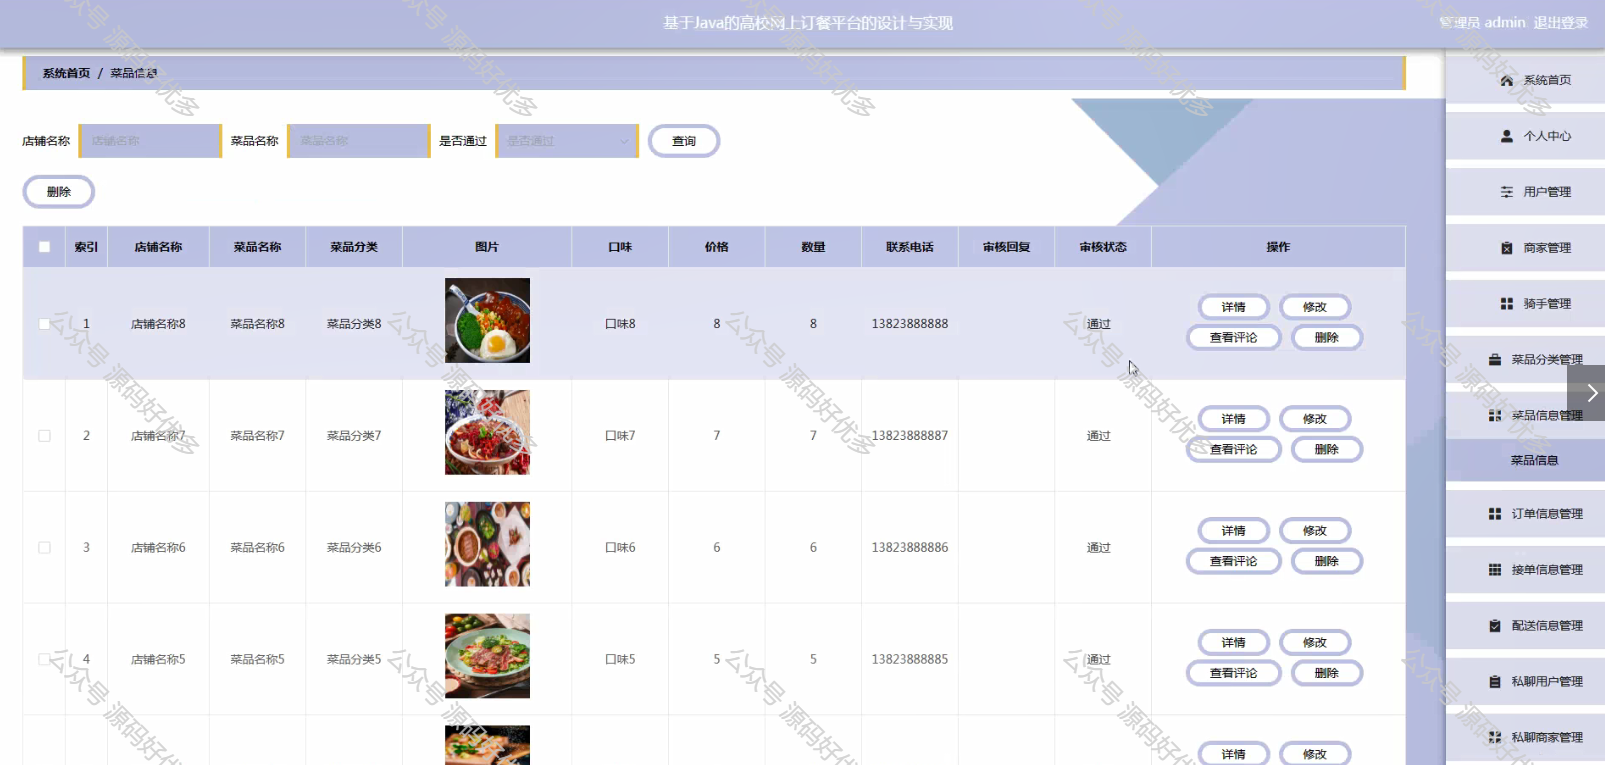 基于Java的高校网上订餐平台的设计与实现
管理员 admin 退出登录
系统首页 / 菜品信息
店铺名称 店铺名称 菜品名称 菜品名称 是否通过 是否通过 查询
删除
索引 店铺名称 菜品名称 菜品分类 图片 口味 价格 数量 联系电话 审核回复 审核状态 操作
1 店铺名称8 菜品名称8 菜品分类8 口味8 8 8 13823888888 通过 详情 修改
查看评论 删除
2 店铺名称7 菜品名称7 菜品分类7 口味7 7 7 13823888887 通过 详情 修改
查看评论 删除
3 店铺名称6 菜品名称6 菜品分类6 口味6 6 6 13823888886 通过 详情 修改
查看评论 删除
4 店铺名称5 菜品名称5 菜品分类5 口味5 5 5 13823888885 通过 详情 修改
查看评论 删除
详情 修改
系统首页
个人中心
用户管理
商家管理
骑手管理
菜品分类管理
菜品信息管理
菜品信息
订单信息管理
接单信息管理
配送信息管理
私聊用户管理
私聊商家管理
公众号 源码好优多